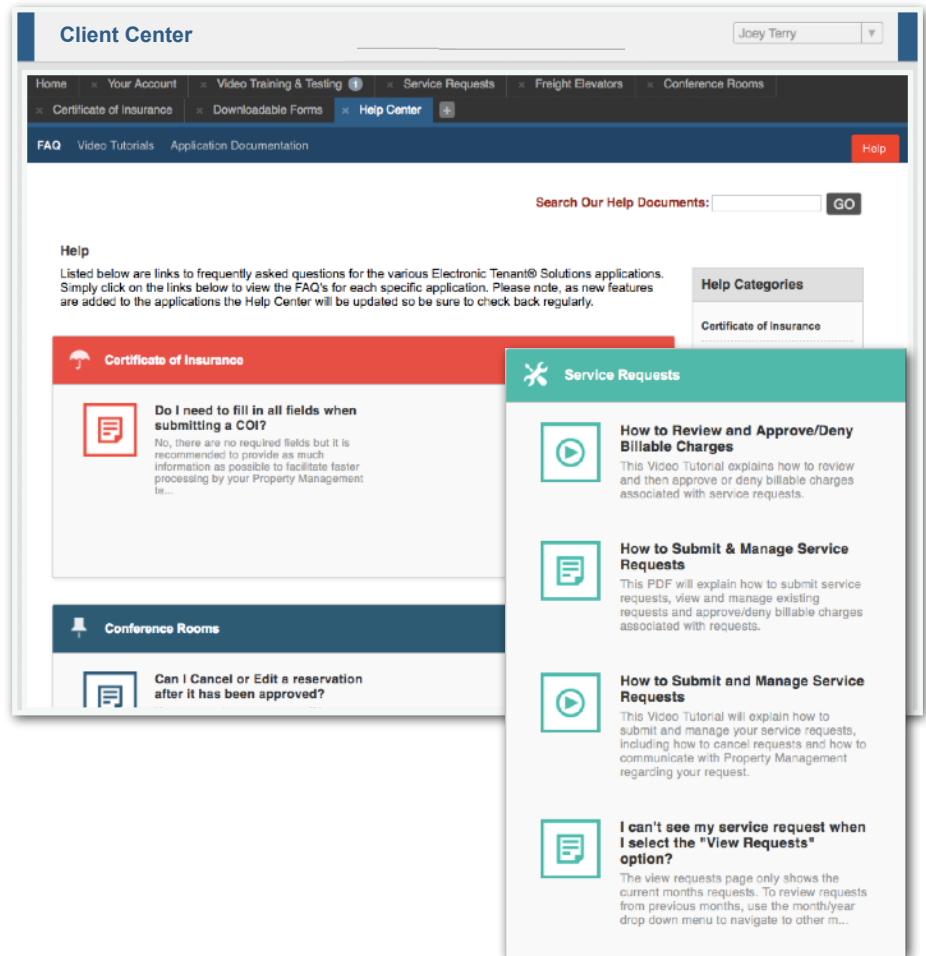 Client Center
Joey Terry
Home × Your Account × Video Training & Testing 1 × Service Requests × Freight Elevators × Conference Rooms
× Certificate of Insurance × Downloadable Forms × Help Center +
FAQ Video Tutorials Application Documentation
Help
Search Our Help Documents: GO
Help
Listed below are links to frequently asked questions for the various Electronic Tenant® Solutions applications.
Simply click on the links below to view the FAQ's for each specific application. Please note, as new features
are added to the applications the Help Center will be updated so be sure to check back regularly.
Help Categories
Certificate of Insurance
Certificate of Insurance
Do I need to fill in all fields when
submitting a COI?
No, there are no required fields but it is
recommended to provide as much
information as possible to facilitate faster
processing by your Property Management
te...
Conference Rooms
Can I Cancel or Edit a reservation
after it has been approved?
Service Requests
How to Review and Approve/Deny
Billable Charges
This Video Tutorial explains how to review
and then approve or deny billable charges
associated with service requests.
How to Submit & Manage Service
Requests
This PDF will explain how to submit service
requests, view and manage existing
requests and approve/deny billable charges
associated with requests.
How to Submit and Manage Service
Requests
This Video Tutorial will explain how to
submit and manage your service requests,
including how to cancel requests and how to
communicate with Property Management
regarding your request.
I can't see my service request when
I select the "View Requests"
option?
The view requests page only shows the
current months requests. To review requests
from previous months, use the month/year
drop down menu to navigate to other m...